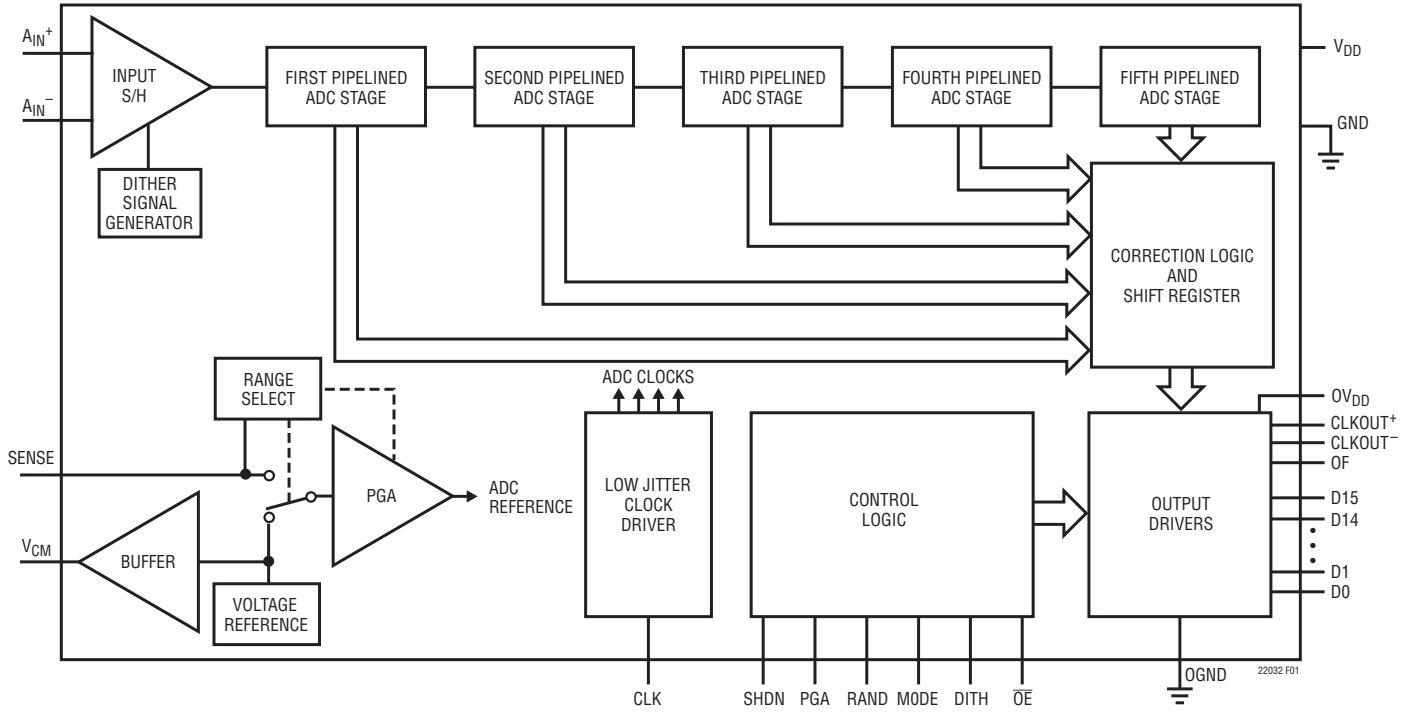 AIN+
AIN–
INPUT
S/H
DITHER
SIGNAL
GENERATOR
FIRST PIPELINED
ADC STAGE
SECOND PIPELINED
ADC STAGE
THIRD PIPELINED
ADC STAGE
FOURTH PIPELINED
ADC STAGE
FIFTH PIPELINED
ADC STAGE
VDD
GND
CORRECTION LOGIC
AND
SHIFT REGISTER
RANGE
SELECT
SENSE
VCM
BUFFER
VOLTAGE
REFERENCE
PGA
ADC
REFERENCE
ADC CLOCKS
LOW JITTER
CLOCK
DRIVER
CONTROL
LOGIC
OUTPUT
DRIVERS
OVDD
CLKOUT+
CLKOUT–
OF
D15
D14
D1
D0
CLK
SHDN
PGA
RAND
MODE
DITH
OE
OGND
22032 F01